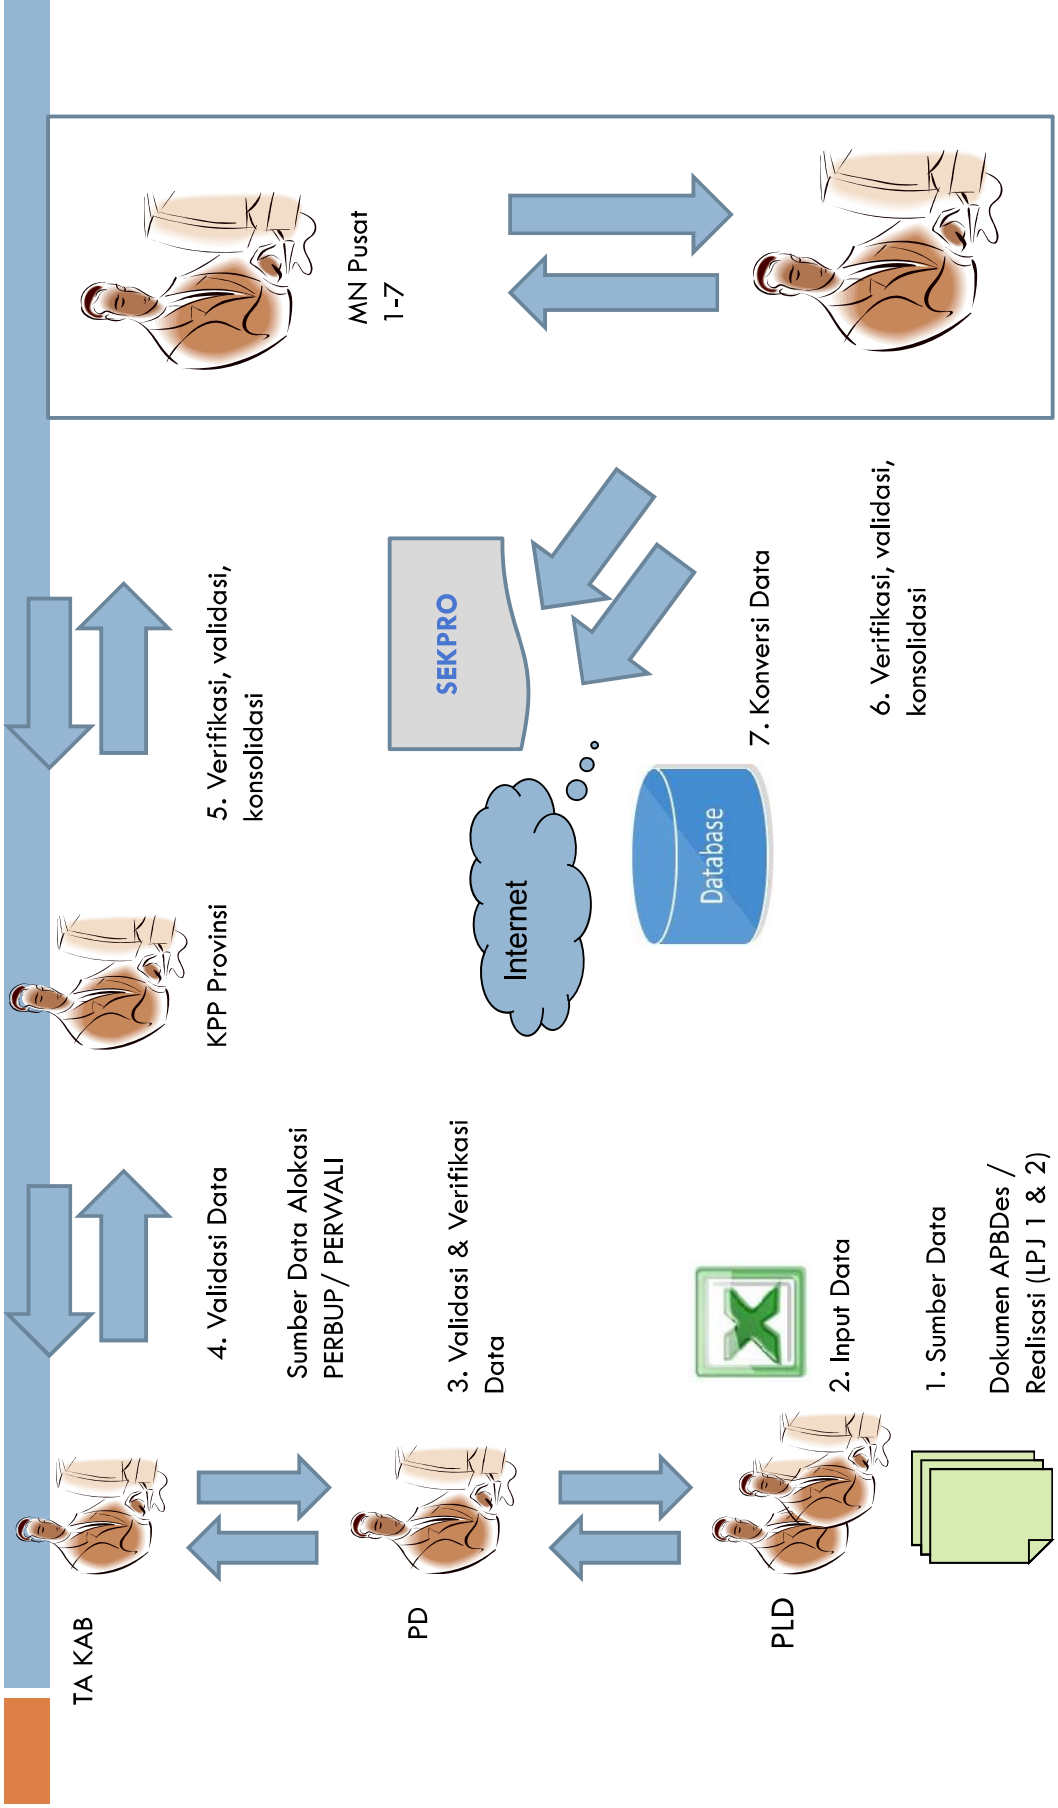 TA KAB
4. Validasi Data
Sumber Data Alokasi
PERBUP/ PERWALI
KPP Provinsi
5. Verifikasi, validasi,
konsolidasi
MN Pusat
1-7
PD
3. Validasi & Verifikasi
Data
SEKPRO
Internet
Database
7. Konversi Data
6. Verifikasi, validasi,
konsolidasi
PLD
2. Input Data
1. Sumber Data
Dokumen APBDes /
Realisasi (LPJ 1 & 2)